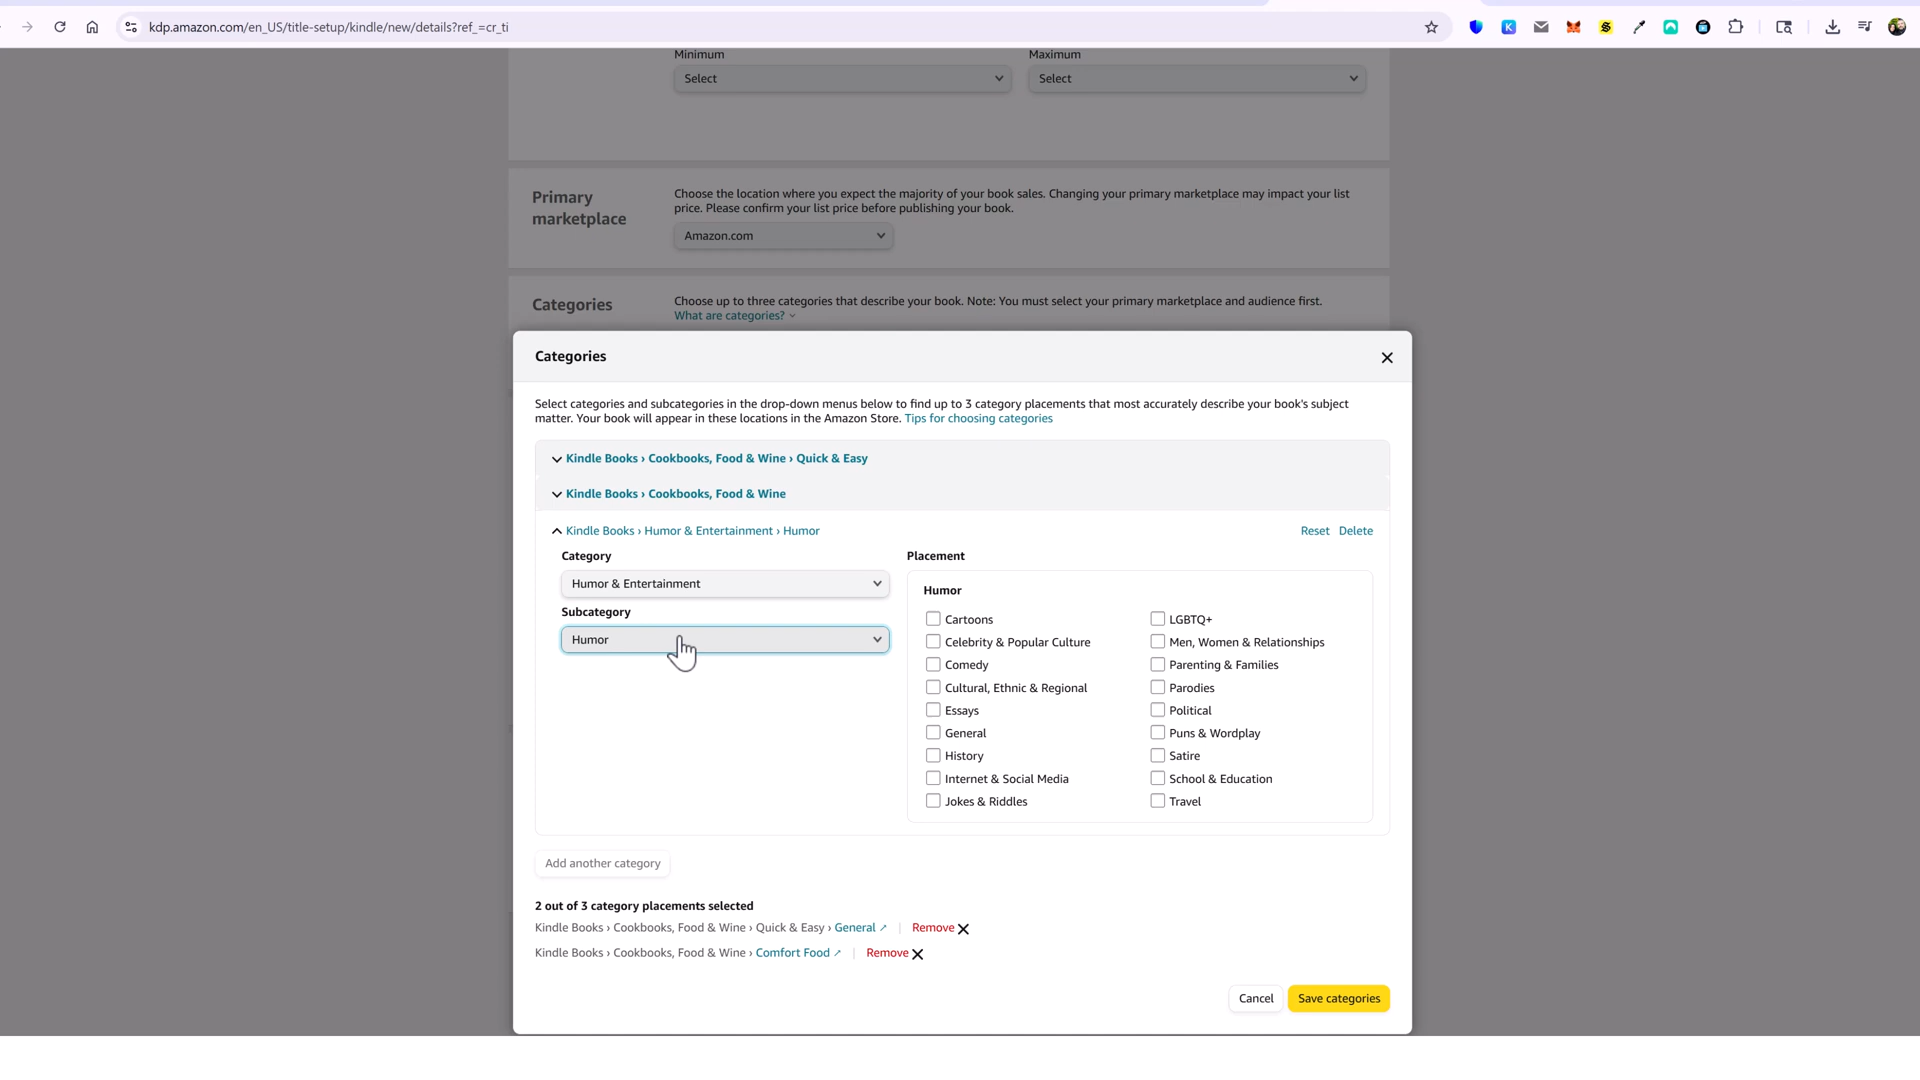 kdp.amazon.com/en_US/title-setup/kindle/new/details?ref_=cr_ti
Minimum
Maximum
Select
Select
Primary marketplace
Choose the location where you expect the majority of your book sales. Changing your primary marketplace may impact your list
price. Please confirm your list price before publishing your book.
Amazon.com
Categories
Choose up to three categories that describe your book. Note: You must select your primary marketplace and audience first.
What are categories?
Categories
Select categories and subcategories in the drop-down menus below to find up to 3 category placements that most accurately describe your book's subject
matter. Your book will appear in these locations in the Amazon Store. Tips for choosing categories
Kindle Books › Cookbooks, Food & Wine › Quick & Easy
Kindle Books › Cookbooks, Food & Wine
Kindle Books › Humor & Entertainment › Humor
Reset Delete
Category
Humor & Entertainment
Subcategory
Humor
Placement
Humor
Cartoons
Celebrity & Popular Culture
Comedy
Cultural, Ethnic & Regional
Essays
General
History
Internet & Social Media
Jokes & Riddles
LGBTQ+
Men, Women & Relationships
Parenting & Families
Parodies
Political
Puns & Wordplay
Satire
School & Education
Travel
Add another category
2 out of 3 category placements selected
Kindle Books › Cookbooks, Food & Wine › Quick & Easy › General | Remove
Kindle Books › Cookbooks, Food & Wine › Comfort Food | Remove
Cancel
Save categories